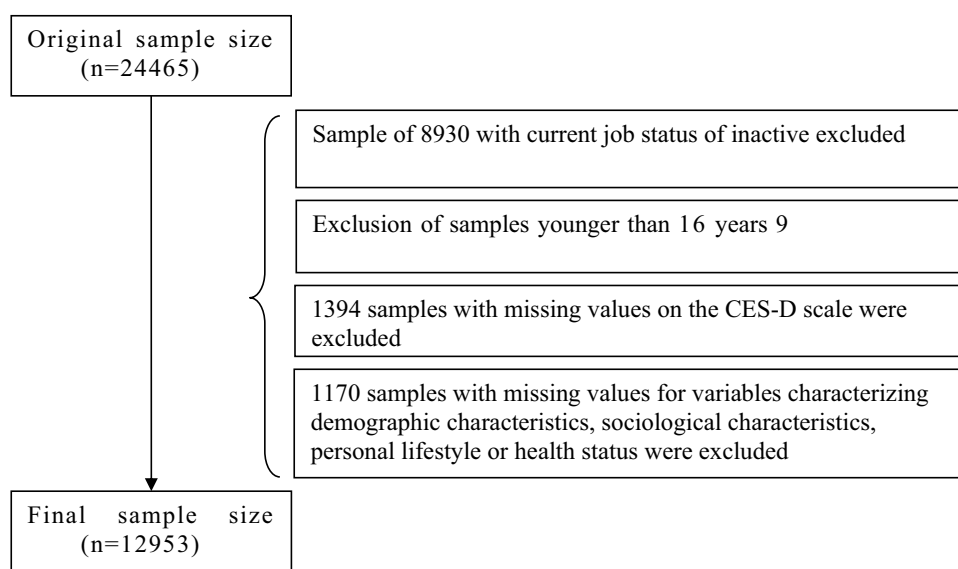 Original sample size
(n=24465)
Sample of 8930 with current job status of inactive excluded
Exclusion of samples younger than 16 years 9
1394 samples with missing values on the CES-D scale were
excluded
1170 samples with missing values for variables characterizing
demographic characteristics, sociological characteristics,
personal lifestyle or health status were excluded
Final sample size
(n=12953)